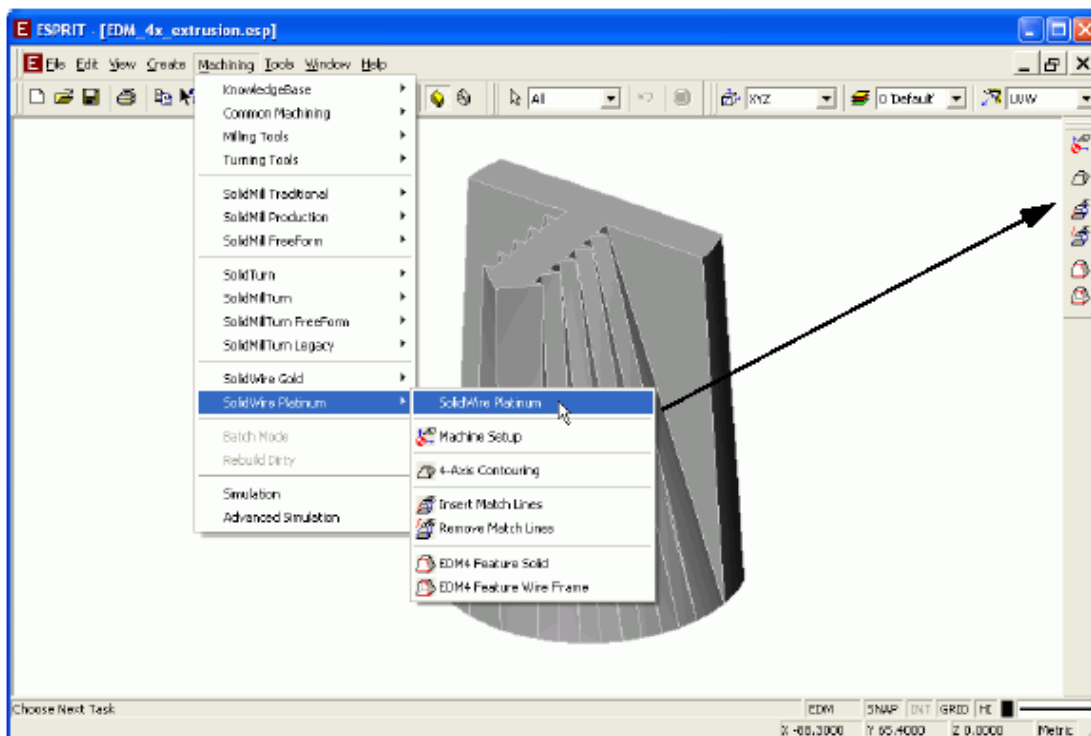 ESPRIT - [EDM_4x_extrusion.esp]
File Edit View Create Machining Tools Window Help
All XYZ 0 'Default' UVW
KnowledgeBase
Common Machining
Milling Tools
Turning Tools
SolidMill Traditional
SolidMill Production
SolidMill FreeForm
SolidTurn
SolidMillTurn
SolidMillTurn FreeForm
SolidMillTurn Legacy
SolidWire Gold
SolidWire Platinum
SolidWire Platinum
Machine Setup
4-Axis Contouring
Insert Match Lines
Remove Match Lines
EDM4 Feature Solid
EDM4 Feature Wire Frame
Batch Mode
Rebuild Dirty
Simulation
Advanced Simulation
Choose Next Task
EDM SNAP INT GRID HI
Y 65.4000 Z 0.0000 Metric